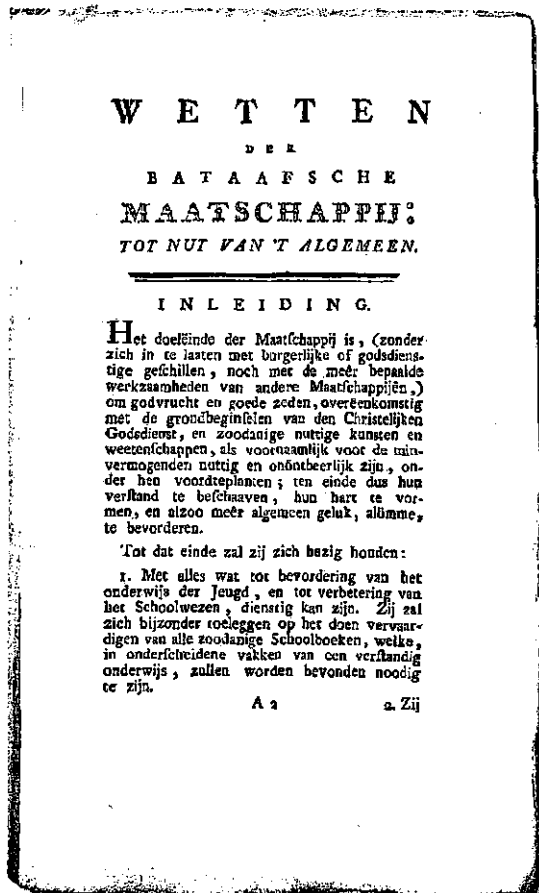 WETTEN
DER
BATAAFSCHE
MAATSCHAPPIJ:
TOT NUT VAN 'T ALGEMEEN.
INLEIDING.
Het doeleinde der Maatſchappij is, (zonder
zich in te laaten met burgerlijke of godsdiens-
tige geſchillen, noch met de meêr bepaalde
werkzaamheden van andere Maatſchappijën,)
om godvrucht en goede zeden, overéenkomstig
met de grondbeginſelen van den Christelijken
Godsdienst, en zoodanige nuttige kunsten en
weetenſchappen, als voornaamlijk voor de min-
vermogenden nuttig en onöntbeerlijk zijn, on-
der hen voordteplanten; ten einde dus hun
verſtand te beſchaaven, hun hart te vor-
men, en alzoo meêr algemeen geluk, alömme,
te bevorderen.
Tot dat einde zal zij zich bezig houden:
1. Met alles wat tot bevordering van het
onderwijs der Jeugd, en tot verbetering van
het Schoolwezen, dienstig kan zijn. Zij zal
zich bijzonder toeleggen op het doen vervaar-
digen van alle zoodanige Schoolboeken, welke,
in onderſcheidene vakken van een verſtandig
onderwijs, zullen worden bevonden noodig
te zijn.
A 2 2. Zij